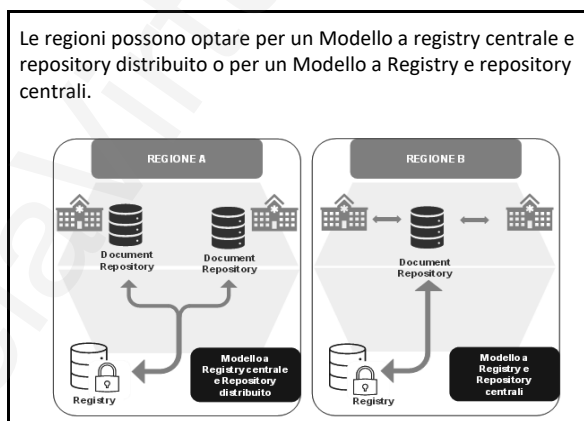 Le regioni possono optare per un Modello a registry centrale e
repository distribuito o per un Modello a Registry e repository
centrali.
REGIONE A
Document
Repository
Document
Repository
Registry
Modello a
Registry centrale
e Repository
distribuito
REGIONE B
Document
Repository
Registry
Modello a
Registry e
Repository
centrali